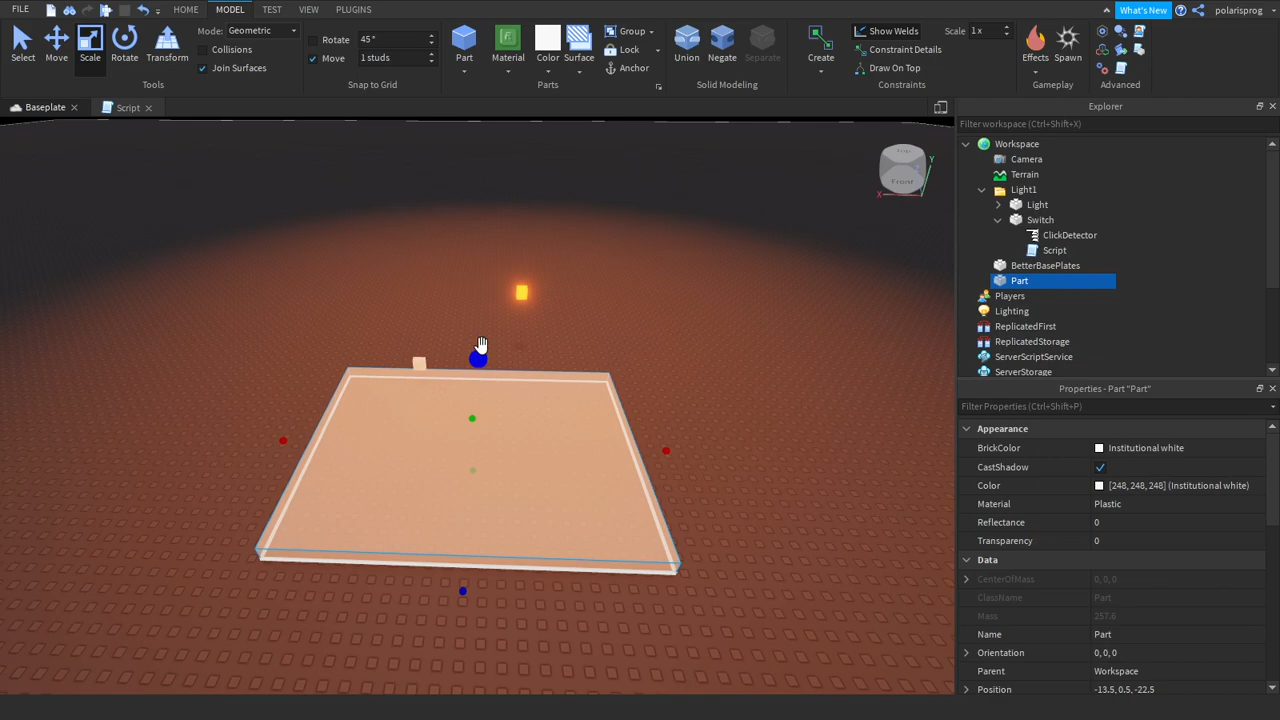 FILE HOME MODEL TEST VIEW PLUGINS What's New polarisprog
Select Move Scale Rotate Transform
Mode: Geometric
Collisions
Join Surfaces
Tools
Rotate 45°
Move 1 studs
Snap to Grid
Part Material Color Surface
Group
Lock
Anchor
Parts
Union Negate Separate
Solid Modeling
Create
Show Welds Scale 1 x
Constraint Details
Draw On Top
Constraints
Effects Spawn
Gameplay
Advanced
Baseplate Script
Top
Front
X
Y
Explorer
Filter workspace (Ctrl+Shift+X)
Workspace
Camera
Terrain
Light1
Light
Switch
ClickDetector
Script
BetterBasePlates
Part
Players
Lighting
ReplicatedFirst
ReplicatedStorage
ServerScriptService
ServerStorage
Properties - Part "Part"
Filter Properties (Ctrl+Shift+P)
Appearance
BrickColor Institutional white
CastShadow
Color [248, 248, 248] (Institutional white)
Material Plastic
Reflectance 0
Transparency 0
Data
CenterOfMass 0, 0, 0
ClassName Part
Mass 257.6
Name Part
Orientation 0, 0, 0
Parent Workspace
Position -13.5, 0.5, -22.5